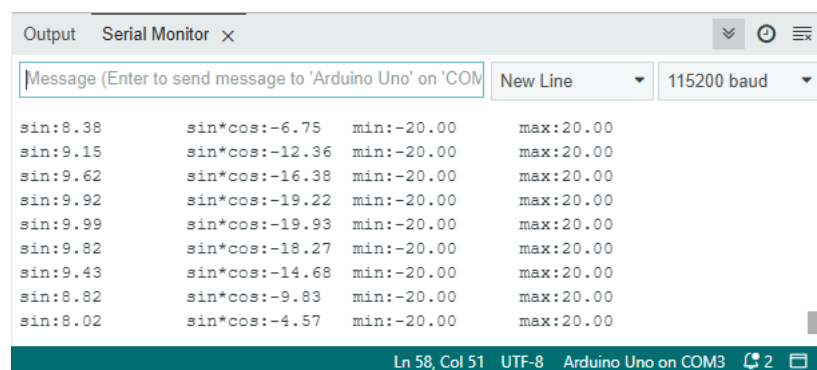 Output Serial Monitor ×
Message (Enter to send message to 'Arduino Uno' on 'COM New Line 115200 baud
sin:8.38 sin*cos:-6.75 min:-20.00 max:20.00
sin:9.15 sin*cos:-12.36 min:-20.00 max:20.00
sin:9.62 sin*cos:-16.38 min:-20.00 max:20.00
sin:9.92 sin*cos:-19.22 min:-20.00 max:20.00
sin:9.99 sin*cos:-19.93 min:-20.00 max:20.00
sin:9.82 sin*cos:-18.27 min:-20.00 max:20.00
sin:9.43 sin*cos:-14.68 min:-20.00 max:20.00
sin:8.82 sin*cos:-9.83 min:-20.00 max:20.00
sin:8.02 sin*cos:-4.57 min:-20.00 max:20.00
Ln 58, Col 51 UTF-8 Arduino Uno on COM3 2